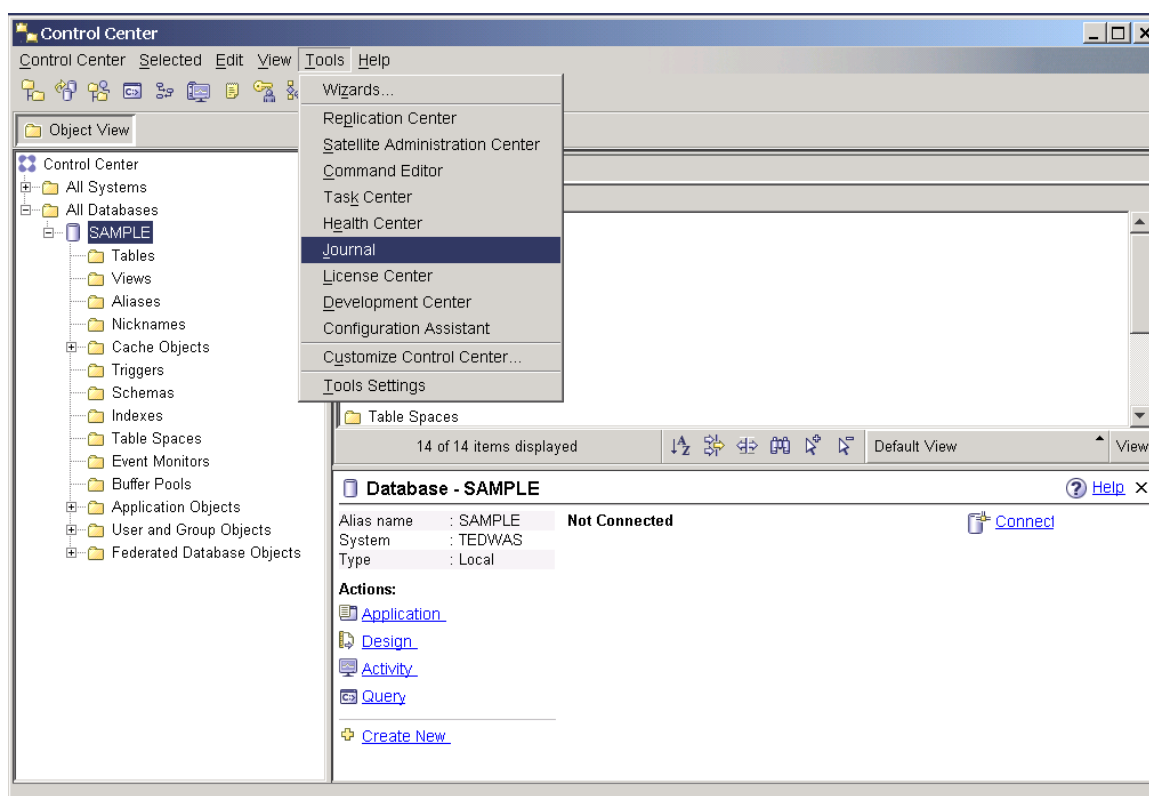 Control Center
Control Center Selected Edit View Tools Help
Wizards...
Replication Center
Satellite Administration Center
Command Editor
Task Center
Health Center
Journal
License Center
Development Center
Configuration Assistant
Customize Control Center...
Tools Settings
Object View
Control Center
All Systems
All Databases
SAMPLE
Tables
Views
Aliases
Nicknames
Cache Objects
Triggers
Schemas
Indexes
Table Spaces
Event Monitors
Buffer Pools
Application Objects
User and Group Objects
Federated Database Objects
Table Spaces
14 of 14 items displayed
Default View
View
Database - SAMPLE
Help
Alias name : SAMPLE
System : TEDWAS
Type : Local
Not Connected
Connect
Actions:
Application
Design
Activity
Query
Create New